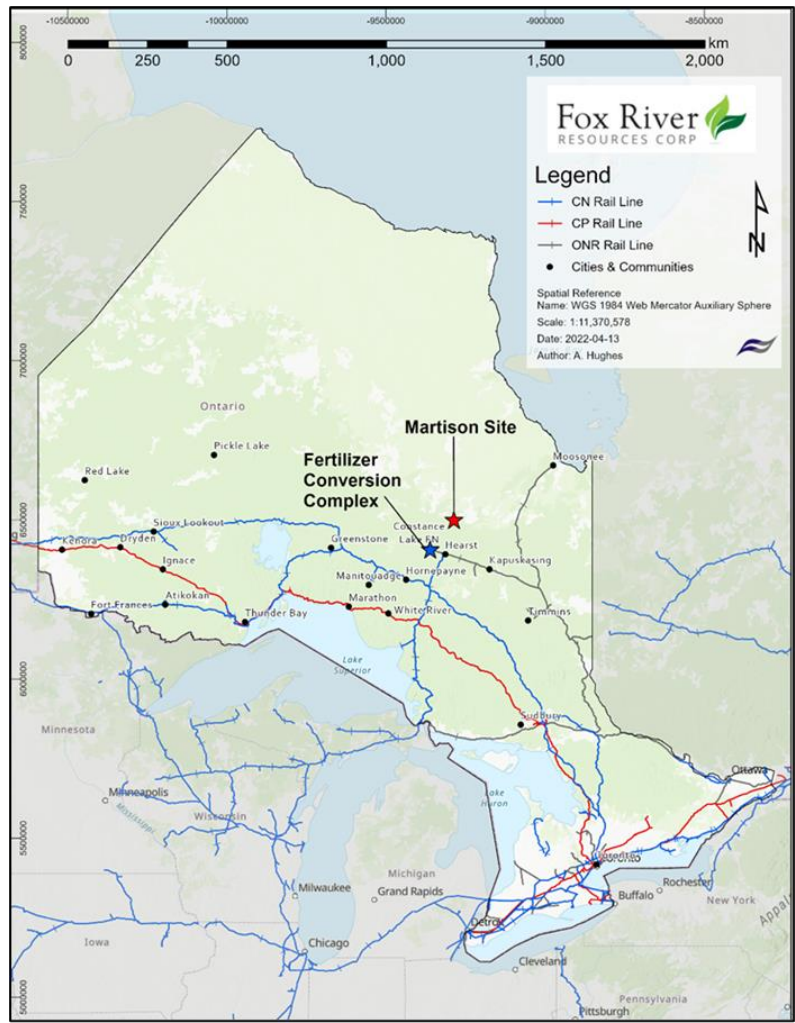 -10500000 -10000000 -9500000 -9000000 -8500000
8000000
7500000
7000000
6500000
6000000
5500000
5000000
km
0 250 500 1,000 1,500 2,000
Fox River
RESOURCES CORP
Legend
CN Rail Line
CP Rail Line
ONR Rail Line
Cities & Communities
Spatial Reference
Name: WGS 1984 Web Mercator Auxiliary Sphere
Scale: 1:11,370,578
Date: 2022-04-13
Author: A. Hughes
N
Ontario
Martison Site
Pickle Lake
Fertilizer
Conversion
Complex
Moosonee
Red Lake
Constance
Lake FN
Sioux Lookout
Kenora
Dryden
Greenstone
Hearst
Ignace
Kapuskasing
Manitouadge
Hornepayne
Fort Frances
Atikokan
Marathon
White River
Thunder Bay
Timmins
Lake
Superior
Sudbury
Minnesota
Ottawa
Minneapolis
Mississippi
Wisconsin
Lake
Huron
Toronto
Michigan
Milwaukee
Grand Rapids
Buffalo
Rochester
New York
Detroit
Iowa
Chicago
Cleveland
Pennsylvania
Pittsburgh